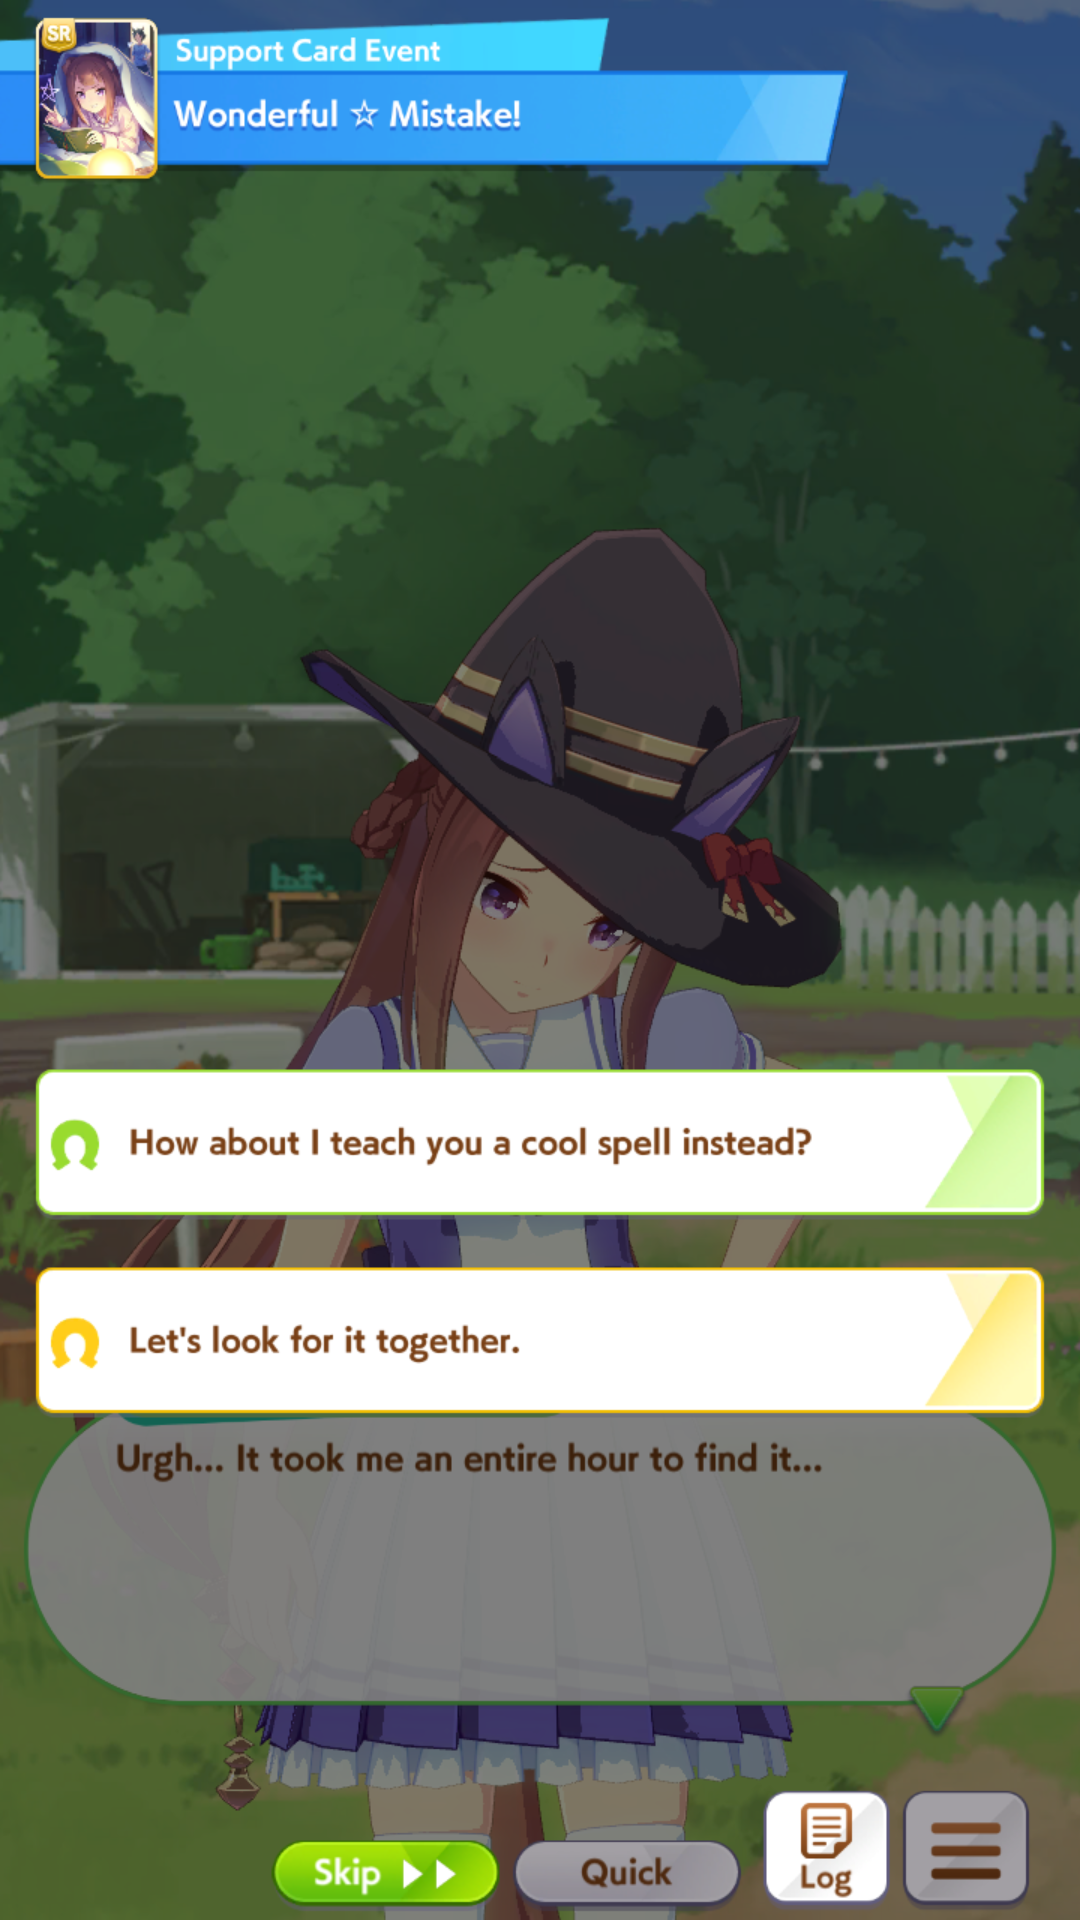 SR
Support Card Event
Wonderful ☆ Mistake!
How about I teach you a cool spell instead?
Let's look for it together.
Urgh... It took me an entire hour to find it...
Skip
Quick
Log